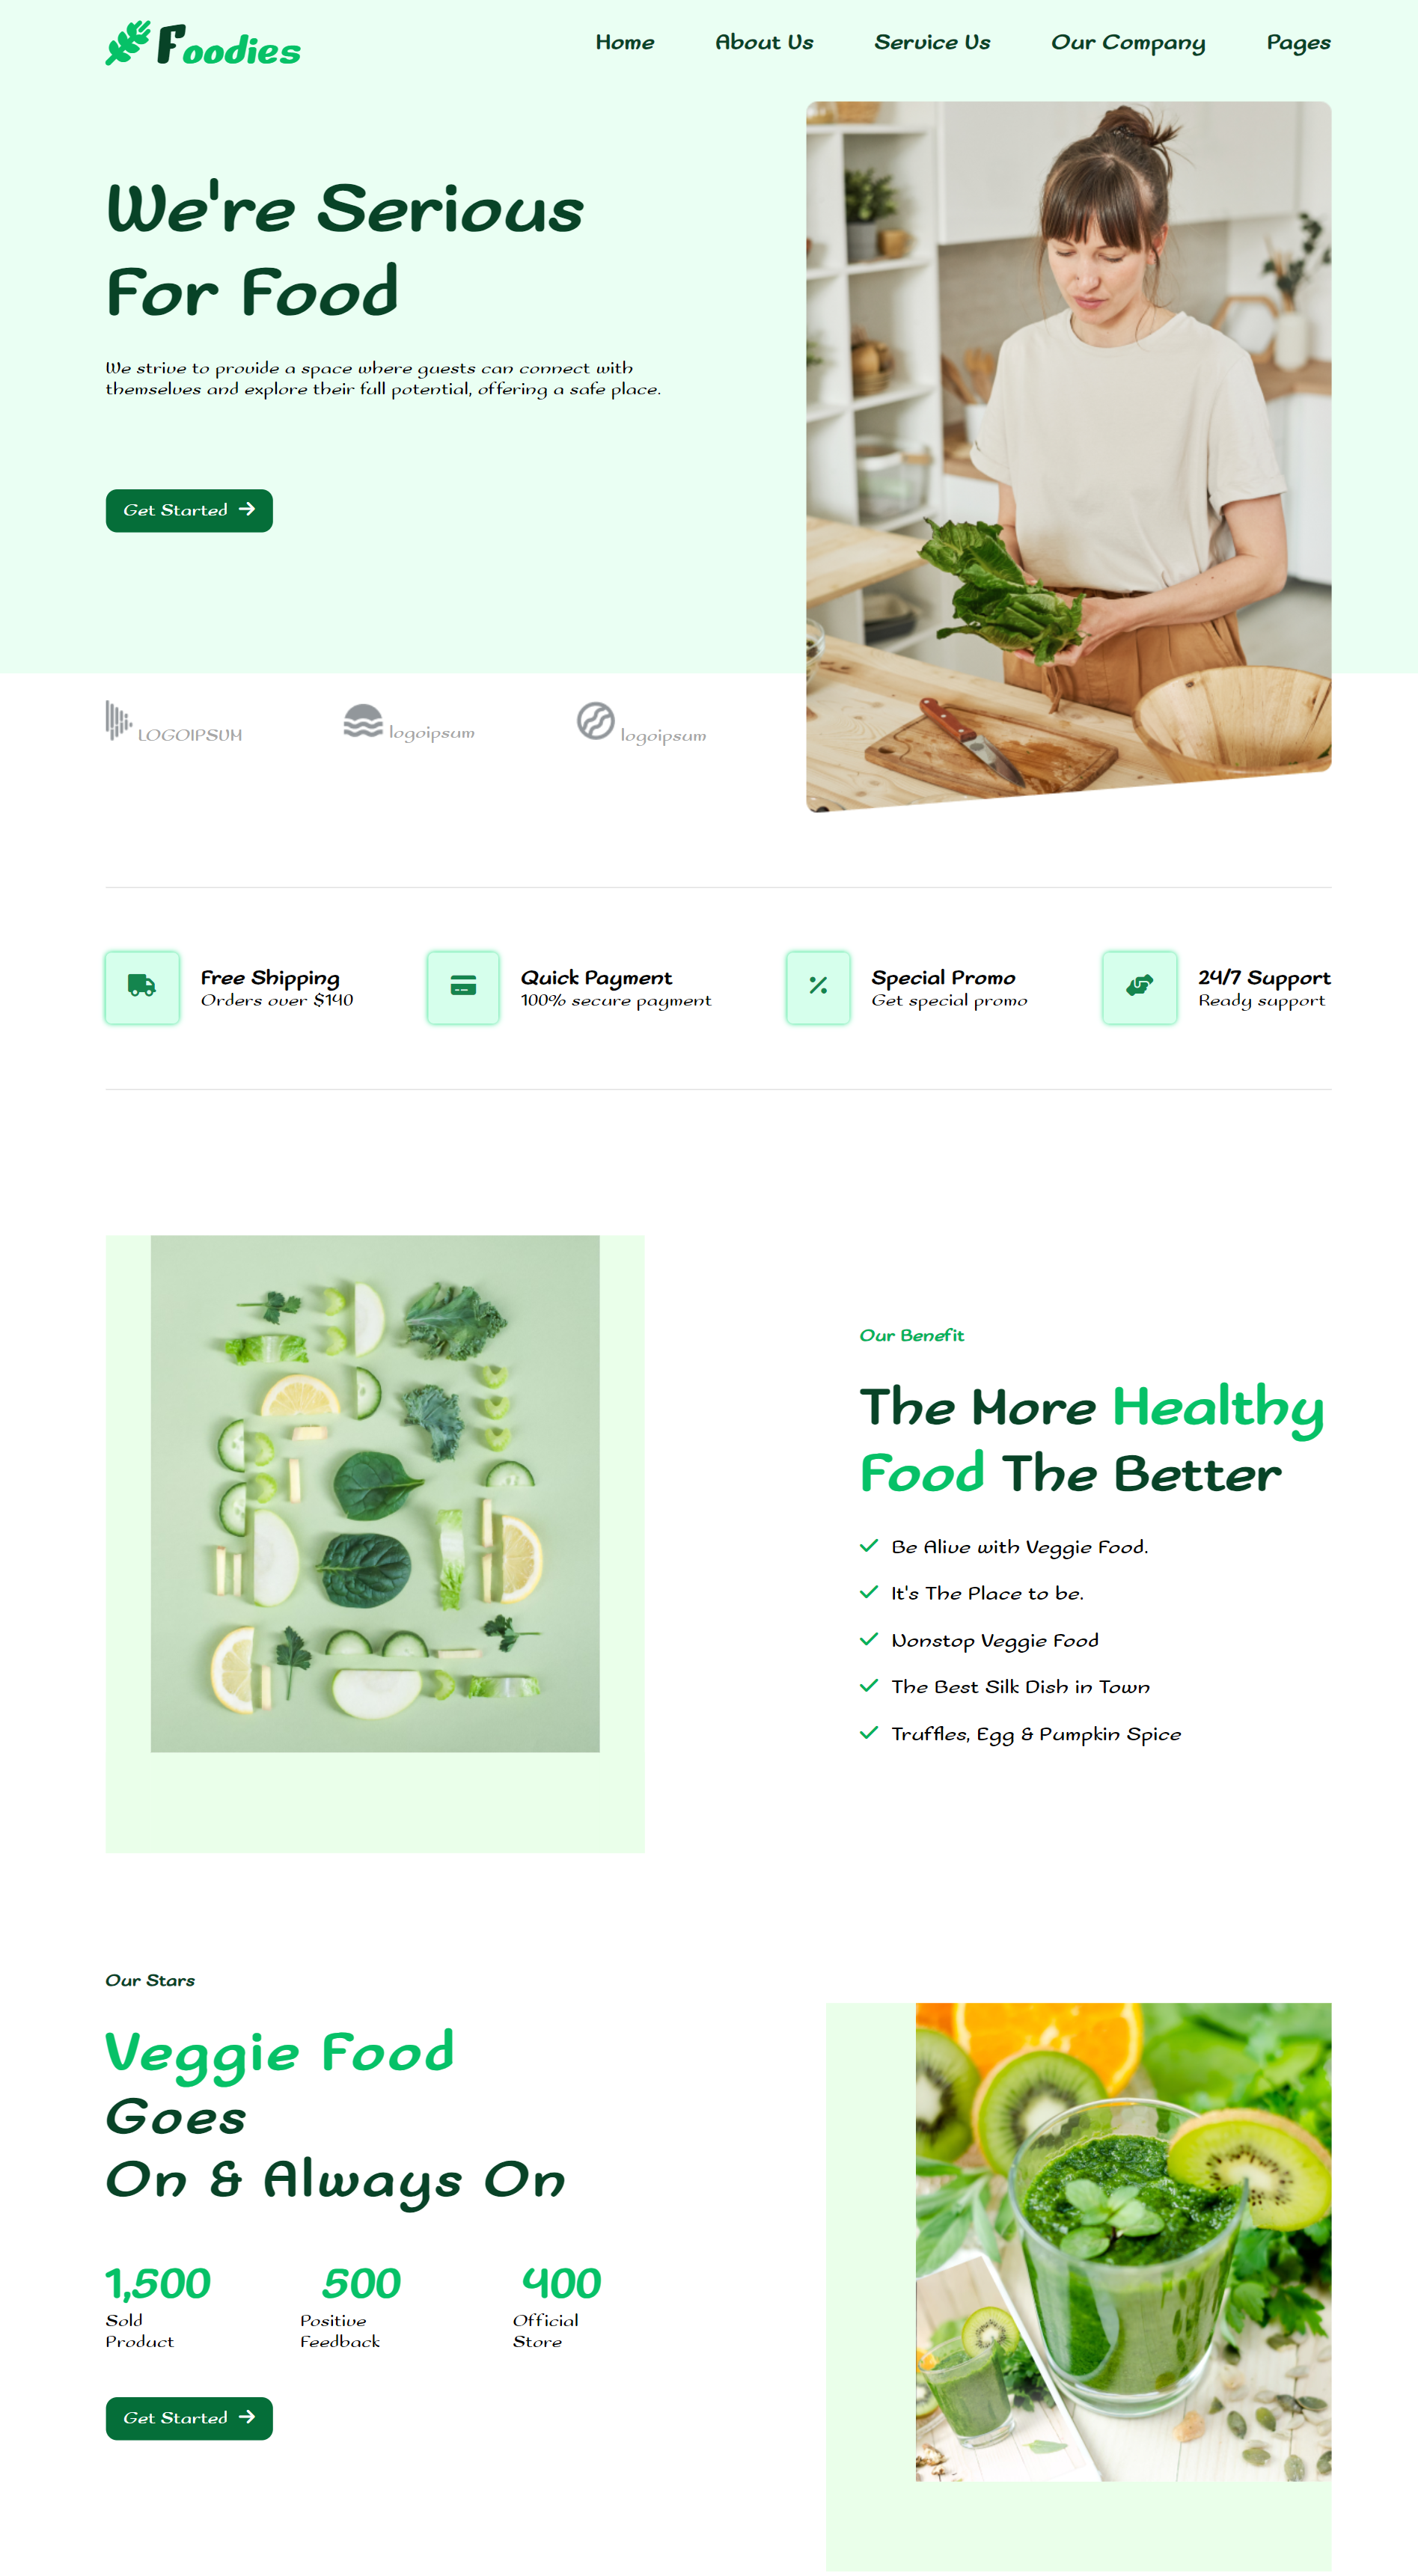 Foodies
Home About Us Service Us Our Company Pages
We're Serious
For Food
We strive to provide a space where guests can connect with
themselves and explore their full potential, offering a safe place.
Get Started
LOGOIPSUM logoipsum logoipsum
Free Shipping
Orders over $140
Quick Payment
100% secure payment
Special Promo
Get special promo
24/7 Support
Ready support
Our Benefit
The More Healthy
Food The Better
Be Alive with Veggie Food.
It's The Place to be.
Nonstop Veggie Food
The Best Silk Dish in Town
Truffles, Egg & Pumpkin Spice
Our Stars
Veggie Food
Goes
On & Always On
1,500
Sold
Product
500
Positive
Feedback
400
Official
Store
Get Started